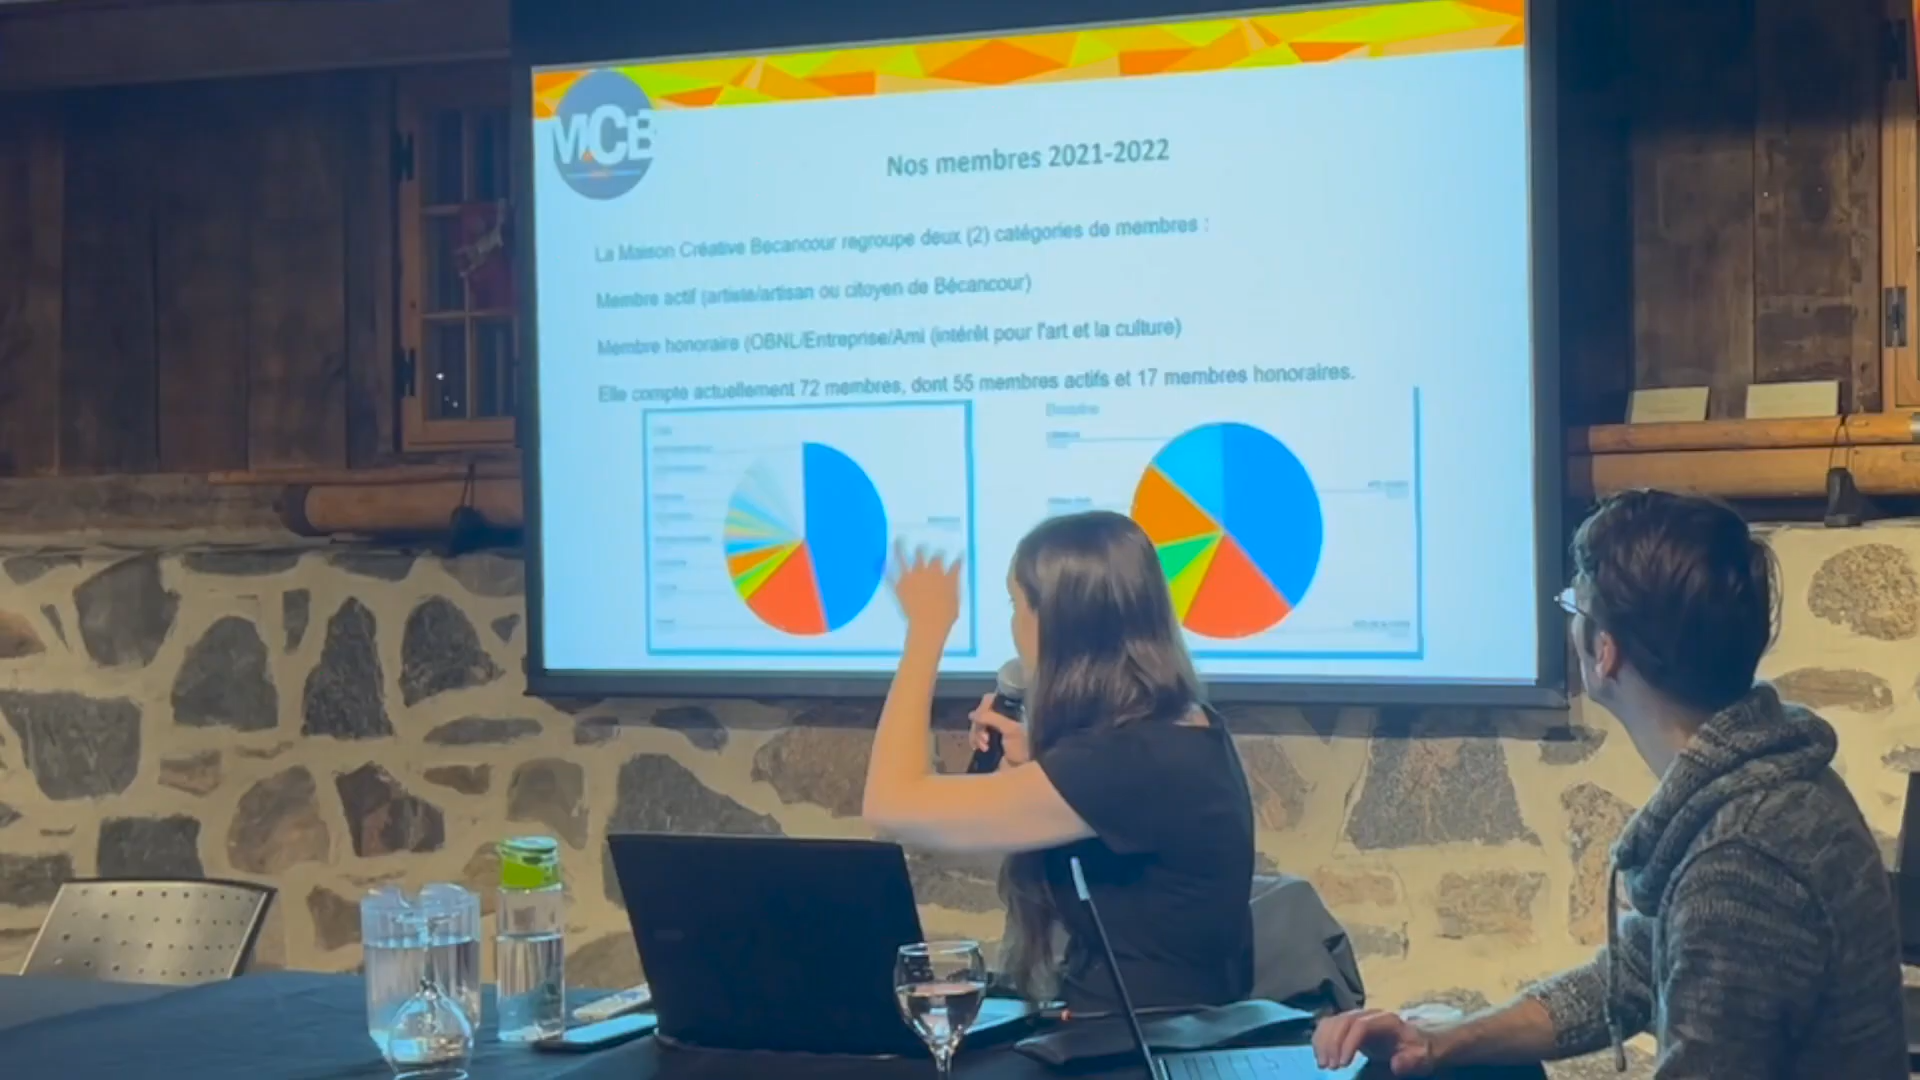 MCB
Nos membres 2021-2022
La Maison Créative Bécancour regroupe deux (2) catégories de membres :
Membre actif (artiste/artisan ou citoyen de Bécancour)
Membre honoraire (OBNL/Entreprise/Ami (intérêt pour l'art et la culture)
Elle compte actuellement 72 membres, dont 55 membres actifs et 17 membres honoraires.